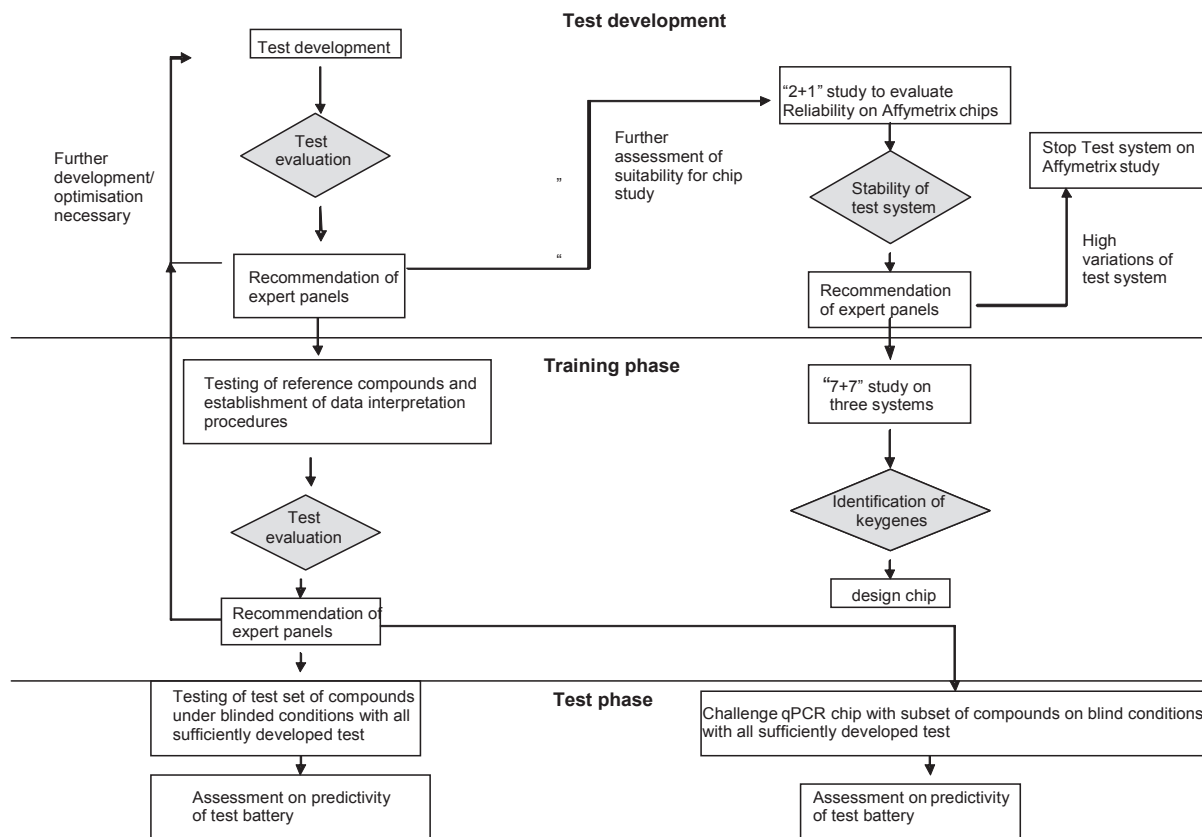 Test development
Test development
Test
evaluation
Further
development/
optimisation
necessary
Recommendation of
expert panels
”
“
Further
assessment of
suitability for chip
study
“2+1” study to evaluate
Reliability on Affymetrix chips
Stability of
test system
Recommendation
of expert panels
Stop Test system on
Affymetrix study
High
variations of
test system
Training phase
Testing of reference compounds and
establishment of data interpretation
procedures
Test
evaluation
Recommendation of
expert panels
“7+7” study on
three systems
Identification of
keygenes
design chip
Test phase
Testing of test set of compounds
under blinded conditions with all
sufficiently developed test
Assessment on predictivity
of test battery
Challenge qPCR chip with subset of compounds on blind conditions
with all sufficiently developed test
Assessment on predictivity
of test battery